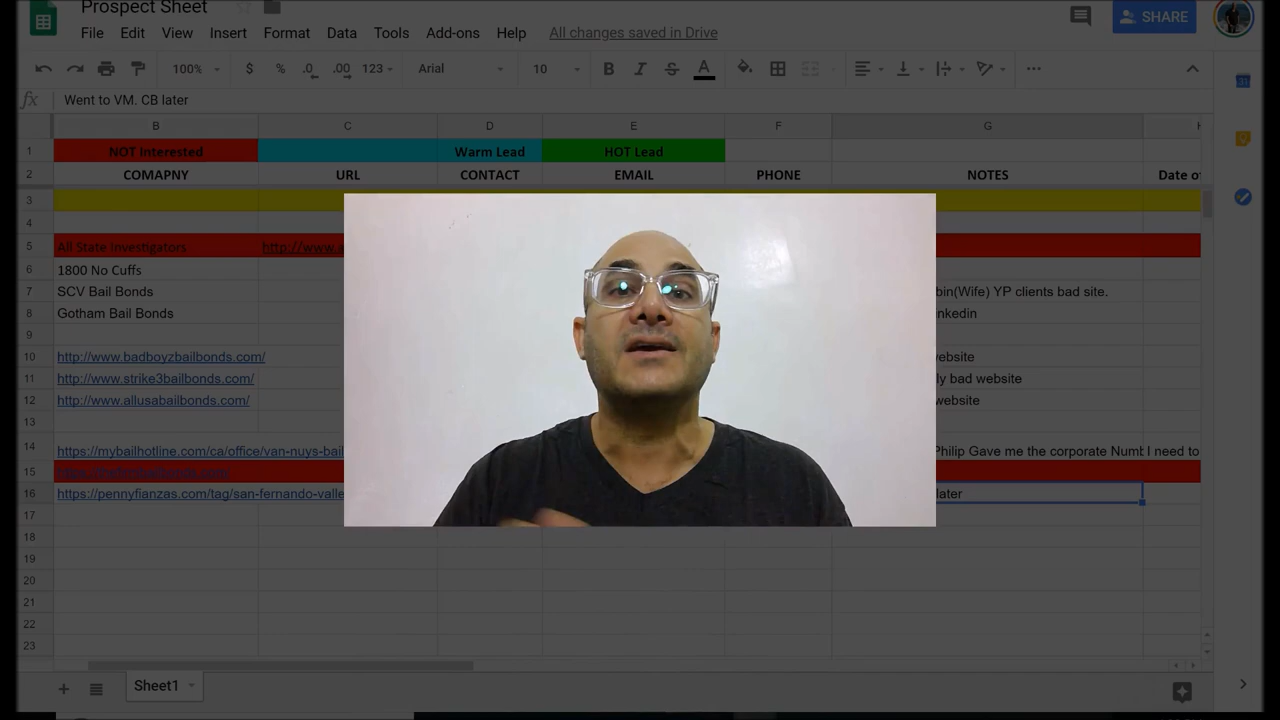 Prospect Sheet
File Edit View Insert Format Data Tools Add-ons Help All changes saved in Drive
SHARE
100% $ % .0 .00 123 Arial 10 B I S A ...
fx Went to VM. CB later
B C D E F G
1 NOT Interested Warm Lead HOT Lead
2 COMAPNY URL CONTACT EMAIL PHONE NOTES Date of
3
4
5 All State Investigators http://www.a
6 1800 No Cuffs
7 SCV Bail Bonds bin(Wife) YP clients bad site.
8 Gotham Bail Bonds inkedin
9
10 http://www.badboyzbailbonds.com/ website
11 http://www.strike3bailbonds.com/ ly bad website
12 http://www.allusabailbonds.com/ website
13
14 https://mybailhotline.com/ca/office/van-nuys-bail Philip Gave me the corporate Numb I need to
15
16 https://pennyfianzas.com/tag/san-fernando-valle later
17
18
19
20
21
22
23
Sheet1